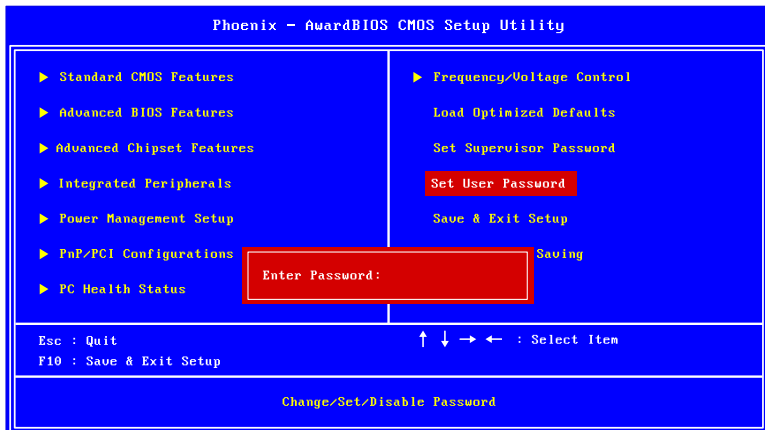 Phoenix - AwardBIOS CMOS Setup Utility
▶ Standard CMOS Features
▶ Advanced BIOS Features
▶ Advanced Chipset Features
▶ Integrated Peripherals
▶ Power Management Setup
▶ PnP/PCI Configurations
▶ PC Health Status
▶ Frequency/Voltage Control
Load Optimized Defaults
Set Supervisor Password
Set User Password
Save & Exit Setup
Saving
Enter Password:
Esc : Quit
F10 : Save & Exit Setup
↑ ↓ → ← : Select Item
Change/Set/Disable Password